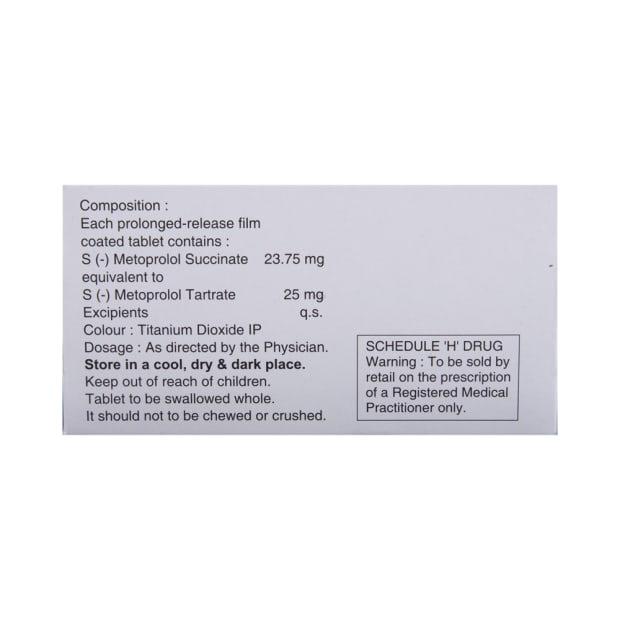 Composition :
Each prolonged-release film
coated tablet contains :
S (-) Metoprolol Succinate 23.75 mg
equivalent to
S (-) Metoprolol Tartrate 25 mg
Excipients q.s.
Colour : Titanium Dioxide IP
Dosage : As directed by the Physician.
Store in a cool, dry & dark place.
Keep out of reach of children.
Tablet to be swallowed whole.
It should not to be chewed or crushed.
SCHEDULE 'H' DRUG
Warning : To be sold by
retail on the prescription
of a Registered Medical
Practitioner only.